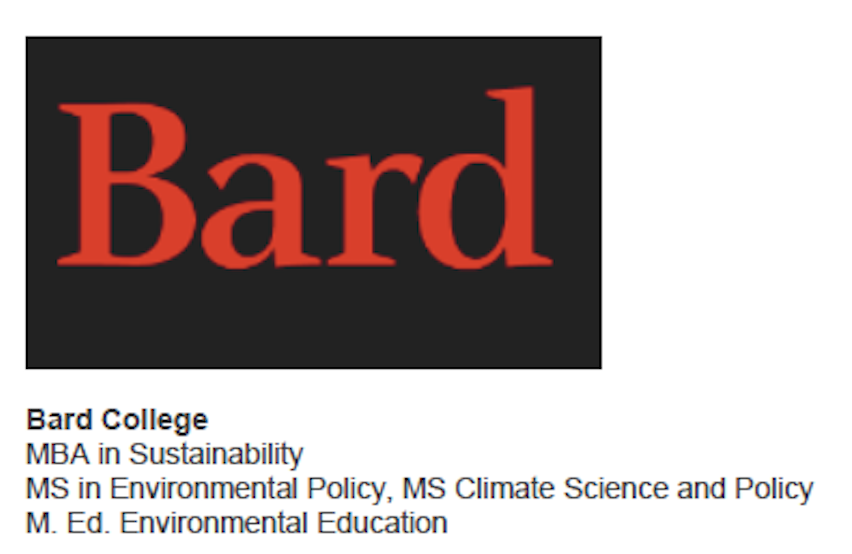 Bard
Bard College
MBA in Sustainability
MS in Environmental Policy, MS Climate Science and Policy
M. Ed. Environmental Education